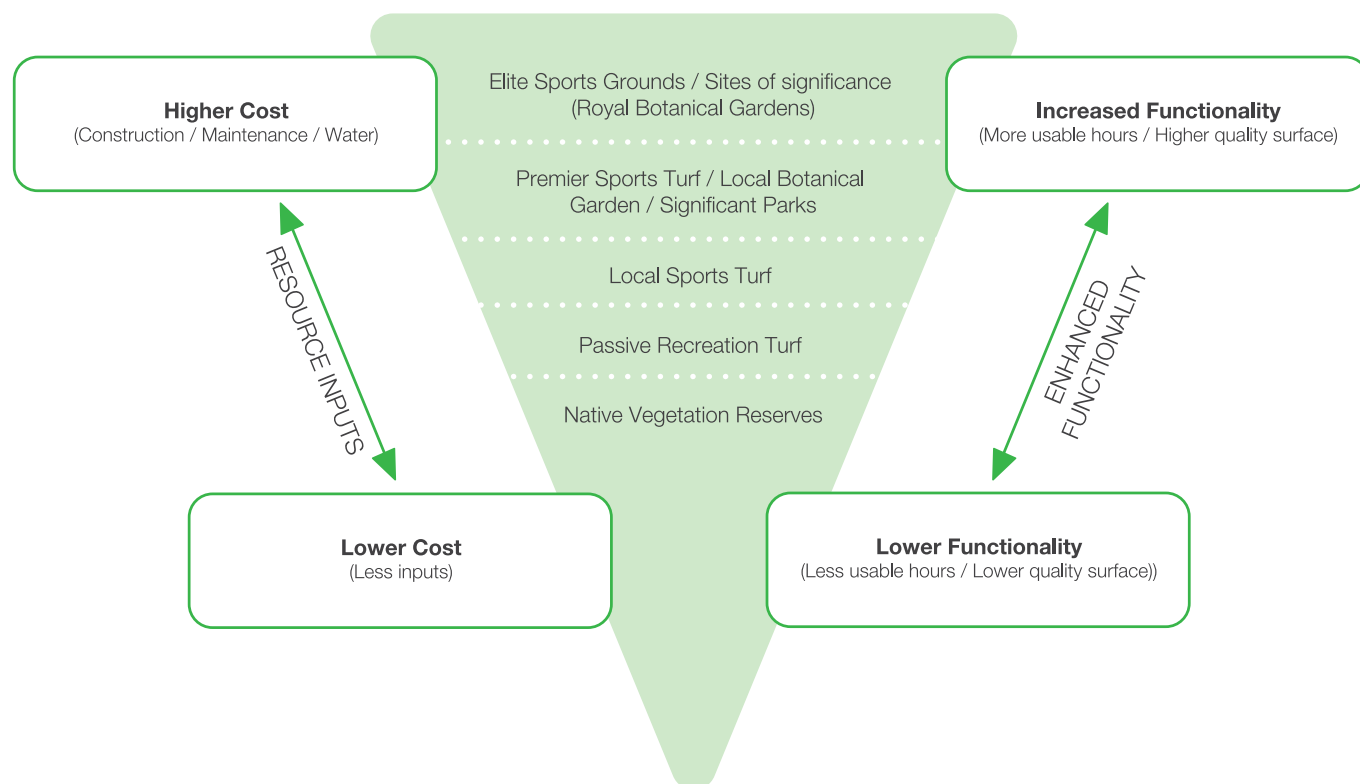 Elite Sports Grounds / Sites of significance
(Royal Botanical Gardens)
Higher Cost
(Construction / Maintenance / Water)
Increased Functionality
(More usable hours / Higher quality surface)
Premier Sports Turf / Local Botanical
Garden / Significant Parks
Local Sports Turf
Passive Recreation Turf
Native Vegetation Reserves
RESOURCE INPUTS
ENHANCED
FUNCTIONALITY
Lower Cost
(Less inputs)
Lower Functionality
(Less usable hours / Lower quality surface))